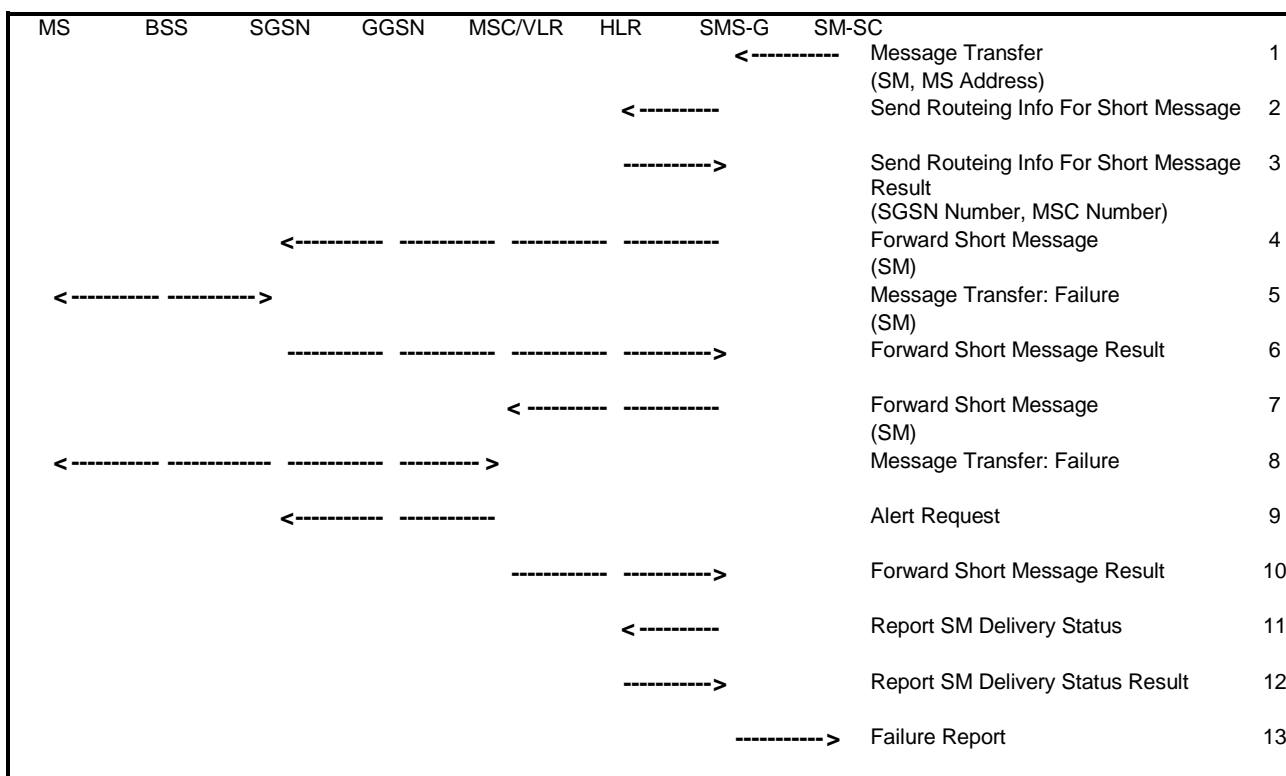 MS BSS SGSN GGSN MSC/VLR HLR SMS-G SM-SC
Message Transfer 1
(SM, MS Address)
Send Routeing Info For Short Message 2
Send Routeing Info For Short Message 3
Result
(SGSN Number, MSC Number)
Forward Short Message 4
(SM)
Message Transfer: Failure 5
(SM)
Forward Short Message Result 6
Forward Short Message 7
(SM)
Message Transfer: Failure 8
Alert Request 9
Forward Short Message Result 10
Report SM Delivery Status 11
Report SM Delivery Status Result 12
Failure Report 13